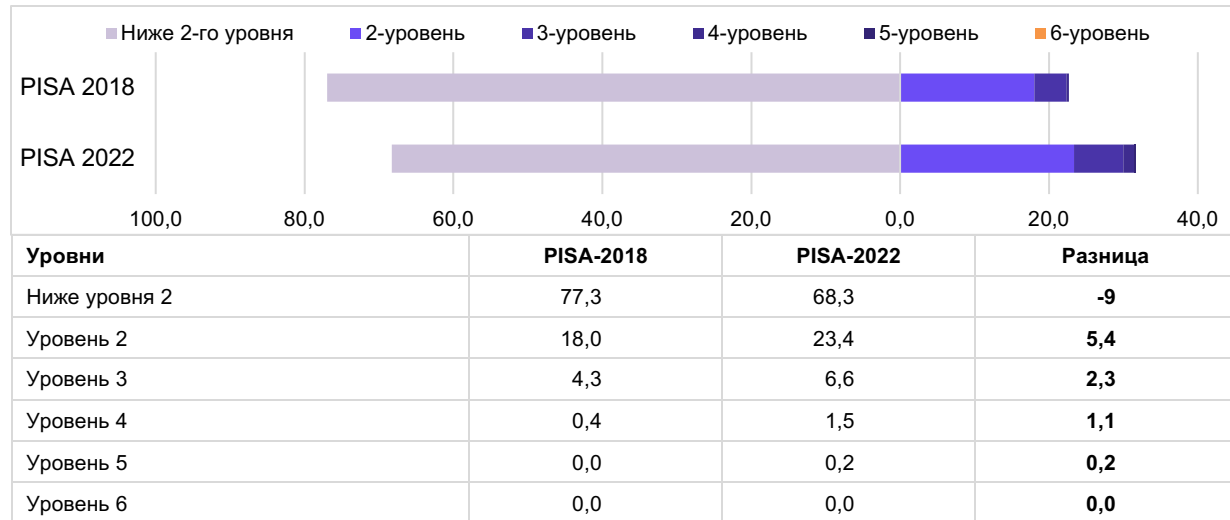 Ниже 2-го уровня 2-уровень 3-уровень 4-уровень 5-уровень 6-уровень
PISA 2018
PISA 2022
100,0 80,0 60,0 40,0 20,0 0,0 20,0 40,0
Уровни PISA-2018 PISA-2022 Разница
Ниже уровня 2 77,3 68,3 -9
Уровень 2 18,0 23,4 5,4
Уровень 3 4,3 6,6 2,3
Уровень 4 0,4 1,5 1,1
Уровень 5 0,0 0,2 0,2
Уровень 6 0,0 0,0 0,0